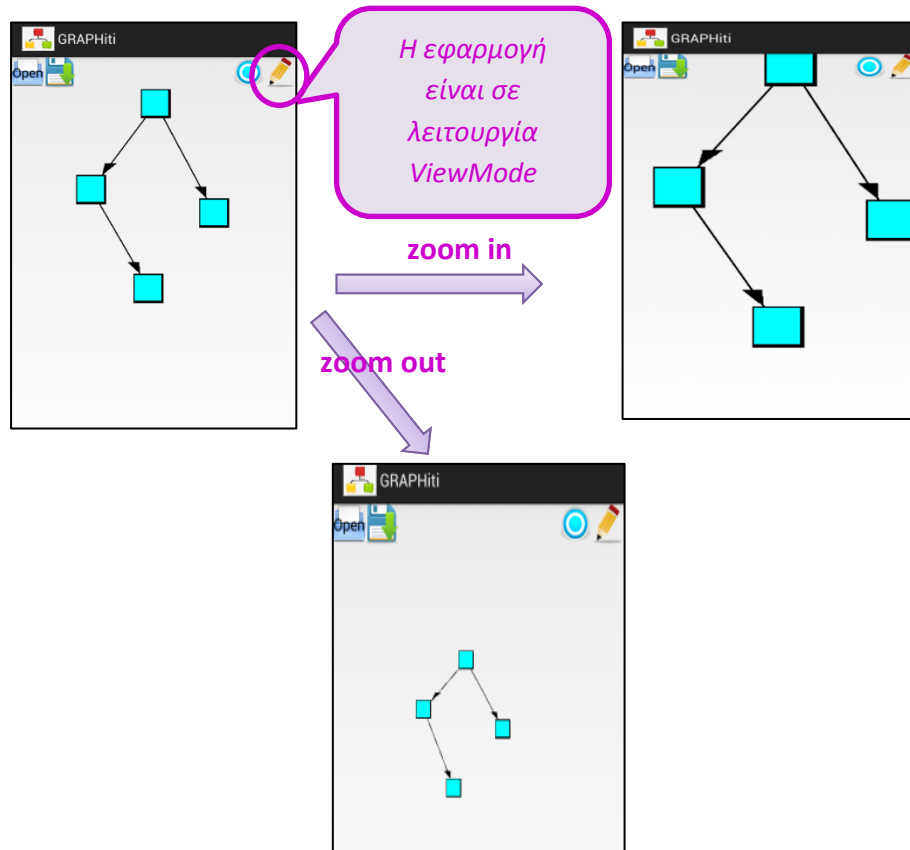 GRAPHiti
Open
Η εφαρμογή
είναι σε
λειτουργία
ViewMode
GRAPHiti
Open
zoom in
zoom out
GRAPHiti
Open